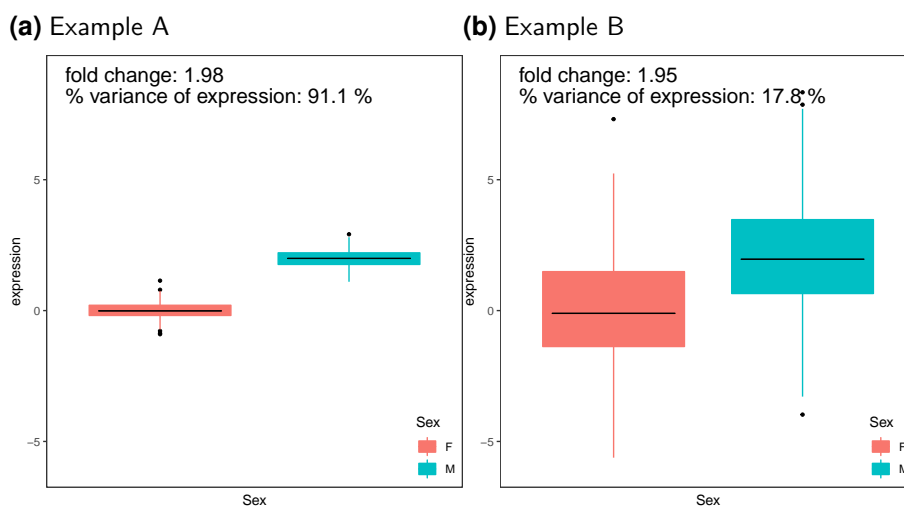 (a) Example A
fold change: 1.98
% variance of expression: 91.1 %
5
0
−5
expression
Sex
F
M
Sex
(b) Example B
fold change: 1.95
% variance of expression: 17.8 %
5
0
−5
expression
Sex
F
M
Sex